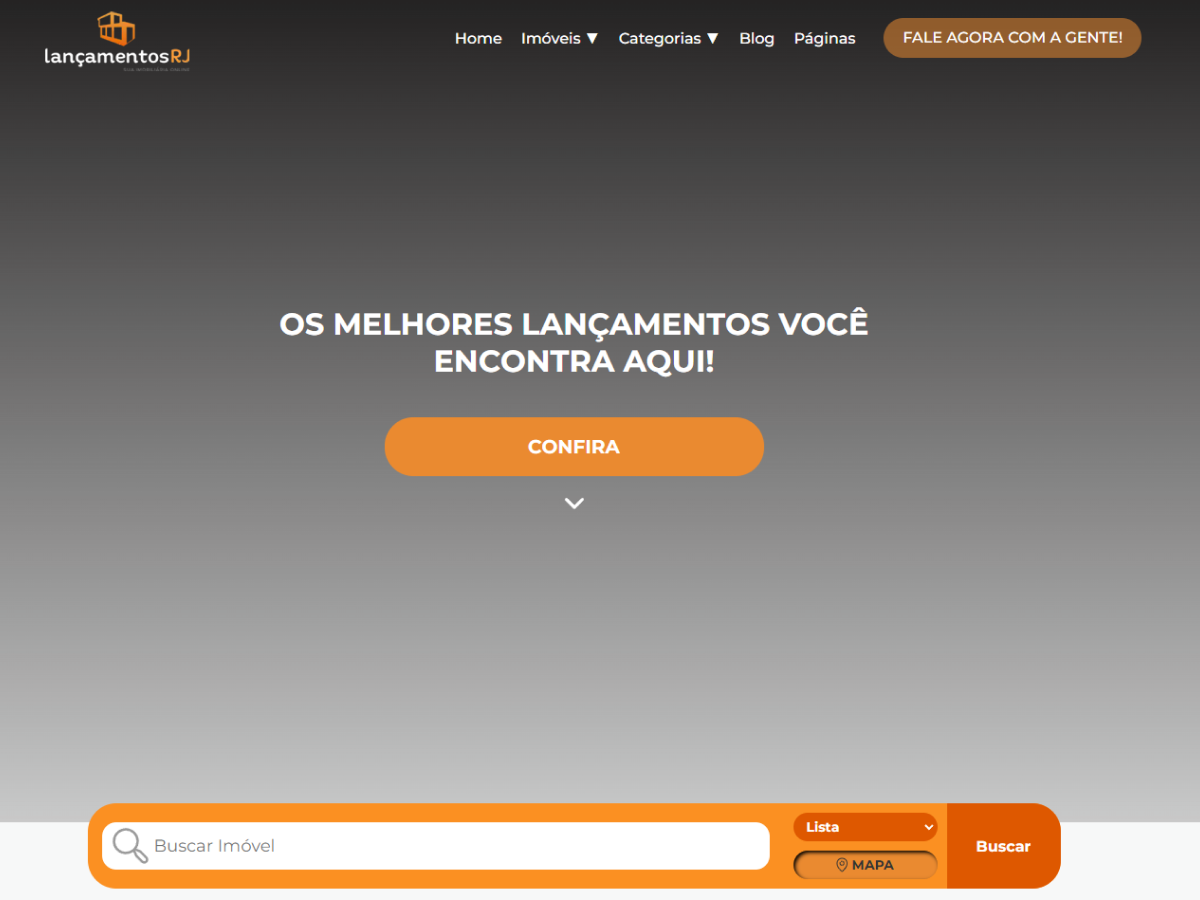 lançamentosRJ
Home Imóveis ▼ Categorias ▼ Blog Páginas
FALE AGORA COM A GENTE!
OS MELHORES LANÇAMENTOS VOCÊ
ENCONTRA AQUI!
CONFIRA
Buscar Imóvel
Lista
MAPA
Buscar